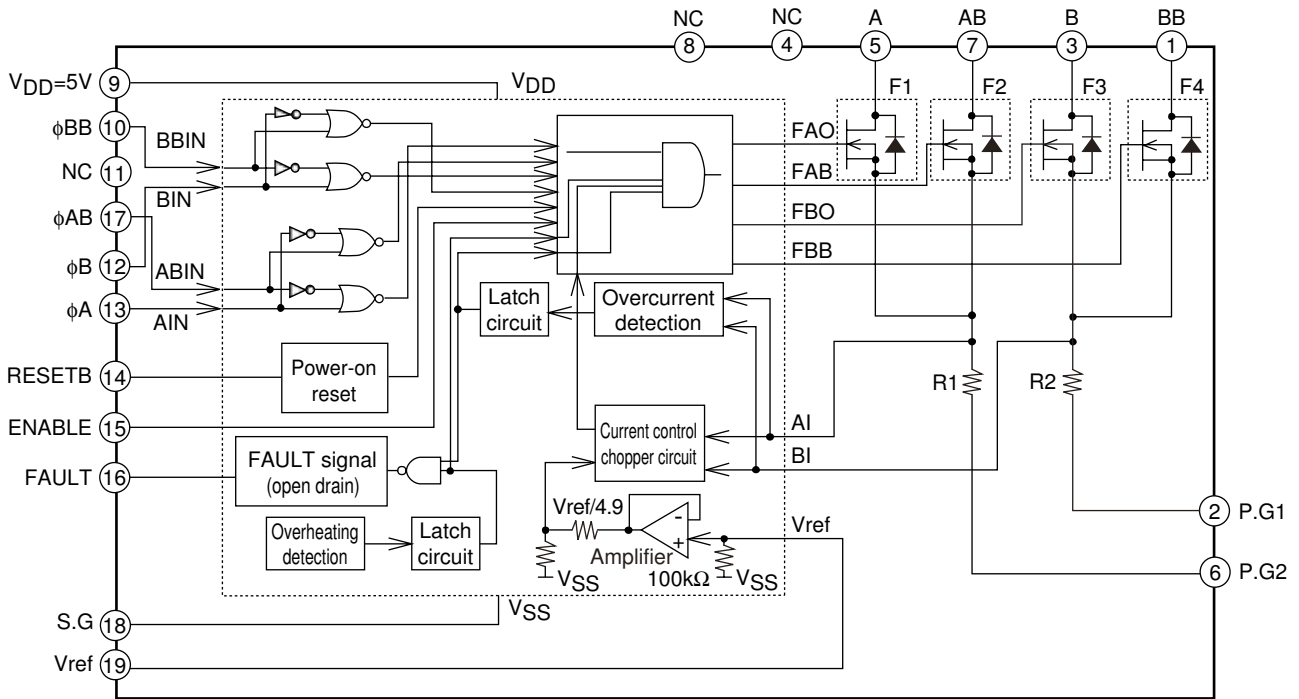 NC
NC
A
AB
B
BB
8
4
5
7
3
1
VDD=5V
9
VDD
F1
F2
F3
F4
φBB
10
BBIN
FAO
NC
11
BIN
FAB
φAB
17
FBO
φB
12
ABIN
FBB
φA
13
AIN
Latch
circuit
Overcurrent
detection
RESETB
14
Power-on
reset
R1
R2
ENABLE
15
Current control
chopper circuit
AI
BI
FAULT
16
FAULT signal
(open drain)
Vref/4.9
-
+
Vref
2
P.G1
Overheating
detection
Latch
circuit
Amplifier
VSS
100kΩ
VSS
6
P.G2
S.G
18
VSS
Vref
19